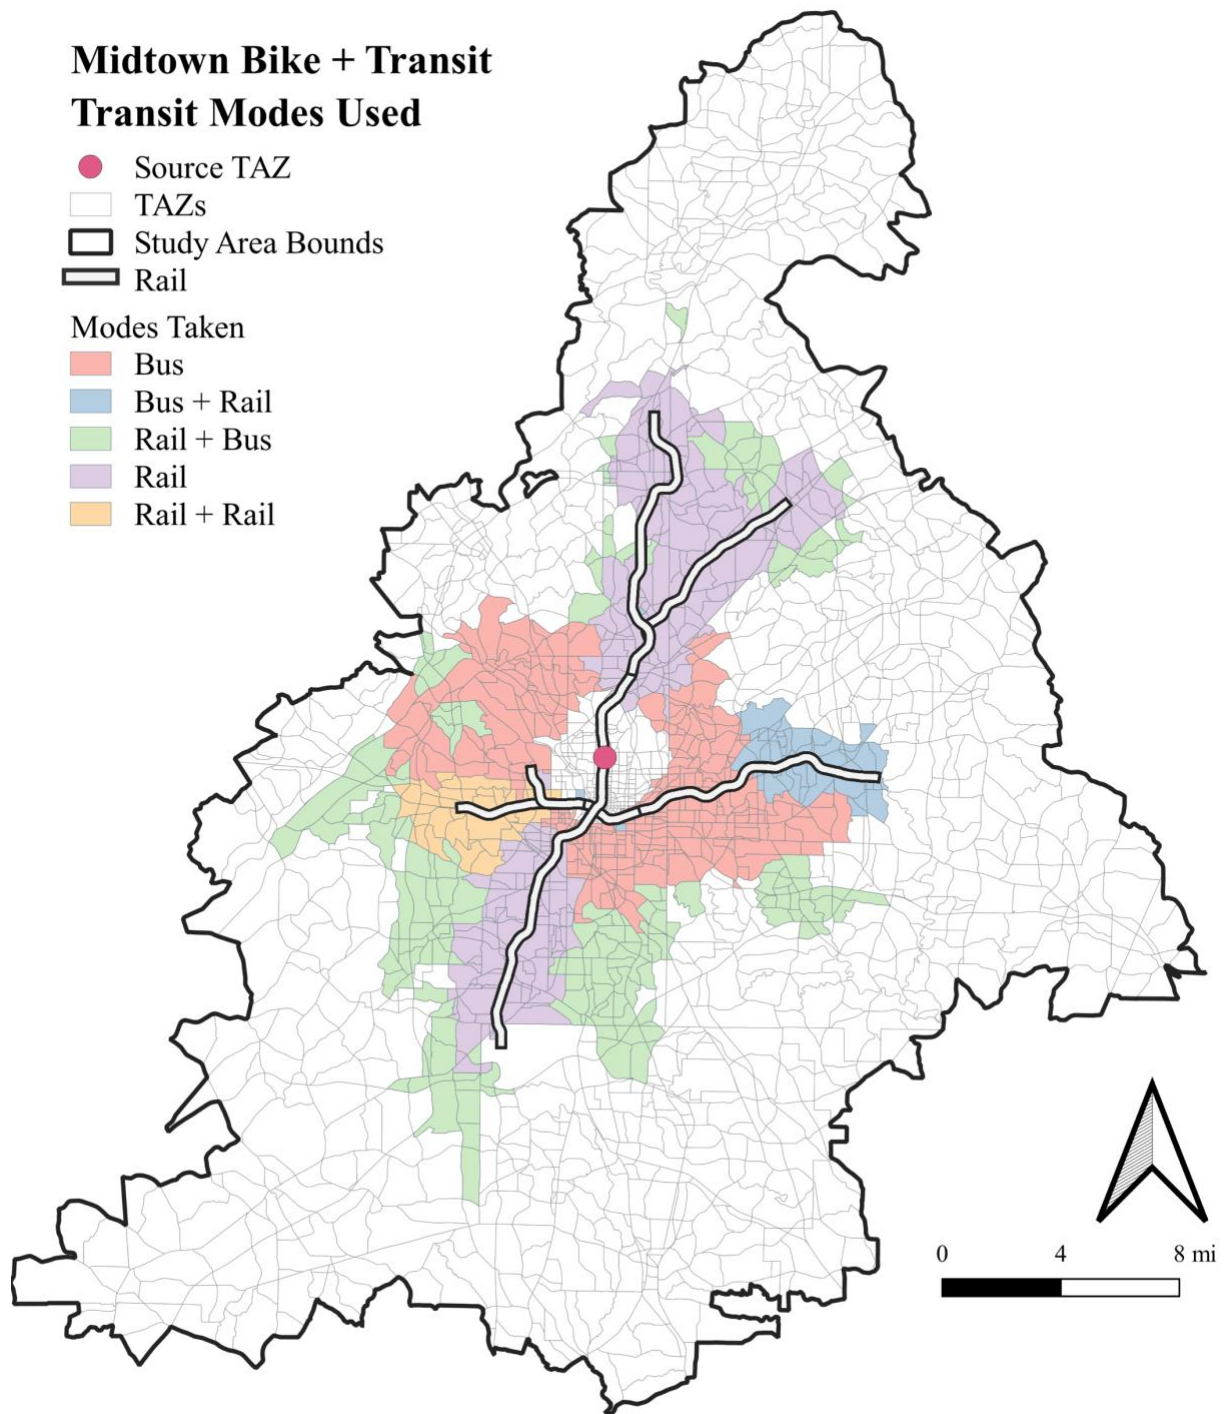 Midtown Bike + Transit
Transit Modes Used
Source TAZ
TAZs
Study Area Bounds
Rail
Modes Taken
Bus
Bus + Rail
Rail + Bus
Rail
Rail + Rail
0 4 8 mi